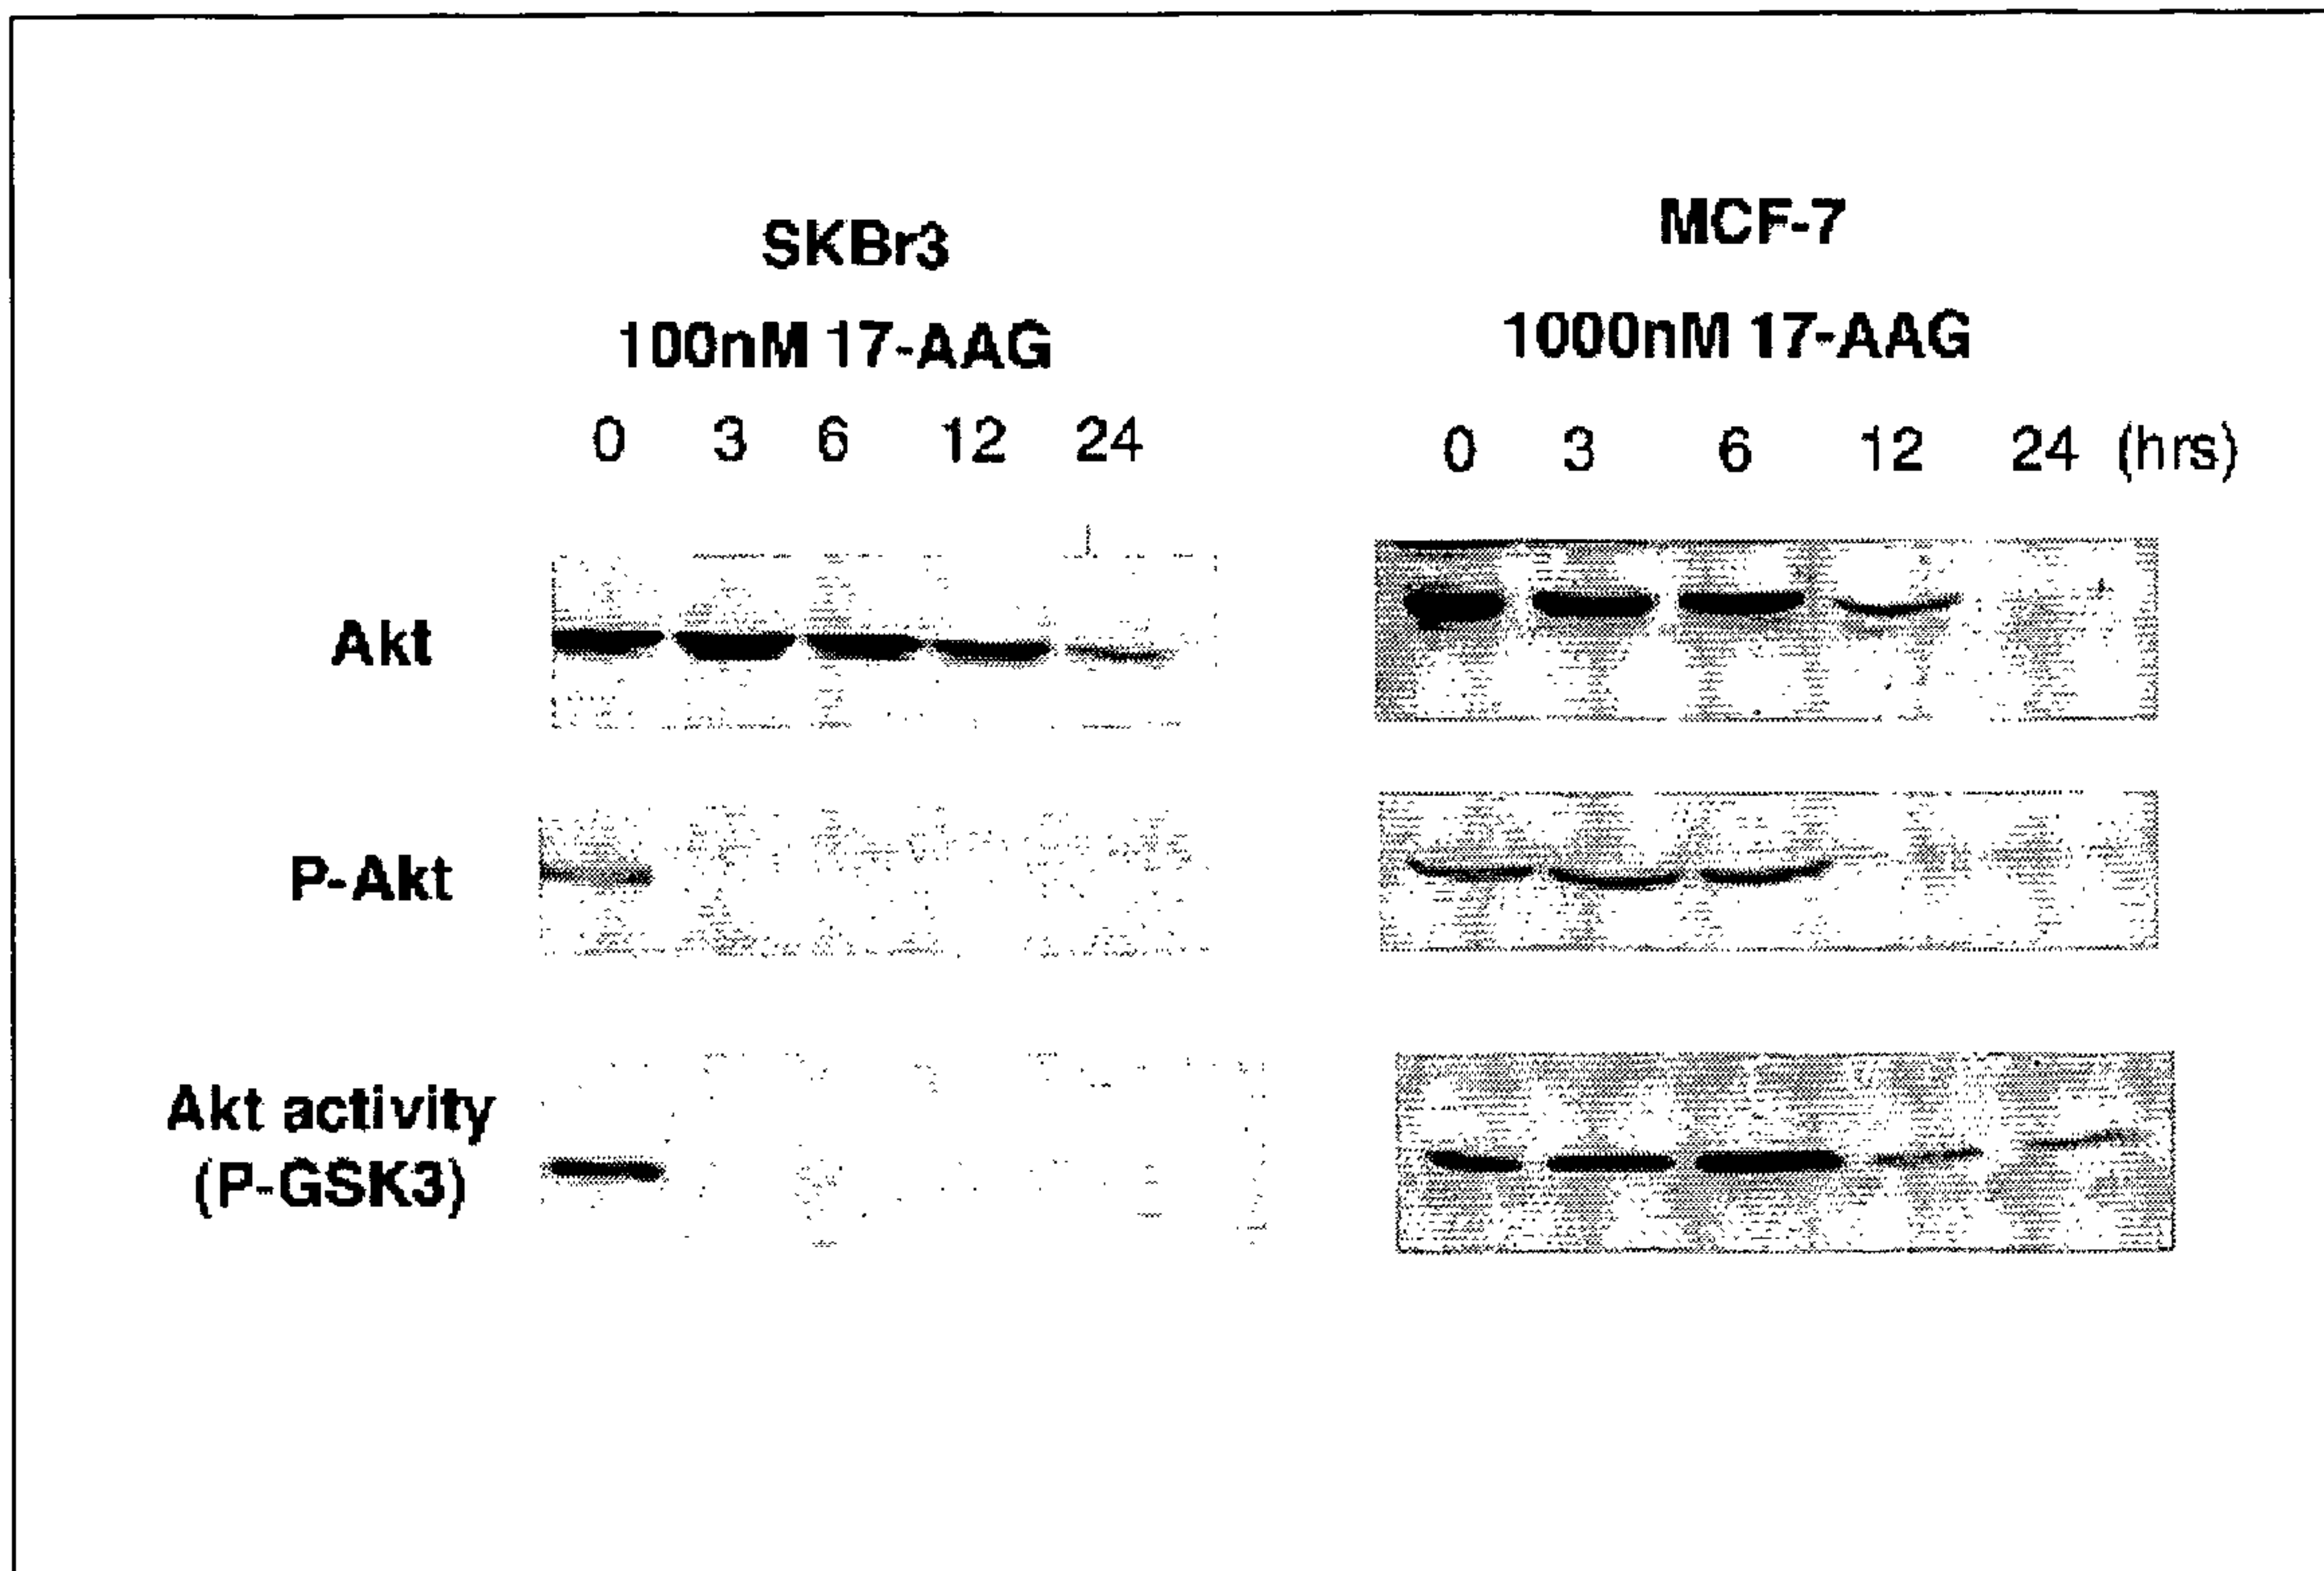 SKBr3
100nM 17-AAG
0 3 6 12 24
MCF-7
1000nM 17-AAG
0 3 6 12 24 (hrs)
Akt
P-Akt
Akt activity
(P-GSK3)